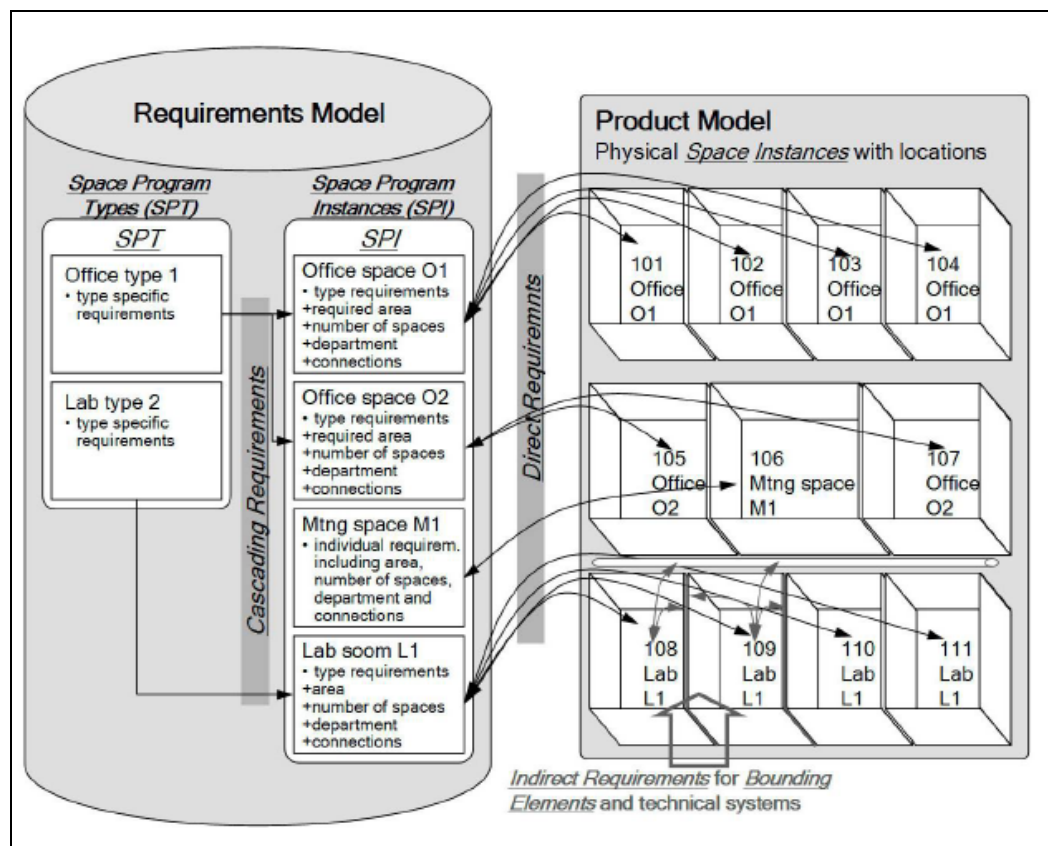 Requirements Model
Space Program
Types (SPT)
SPT
Office type 1
• type specific
requirements
Lab type 2
• type specific
requirements
Cascading Requirements
Space Program
Instances (SPI)
SPI
Office space O1
• type requirements
+required area
+number of spaces
+department
+connections
Office space O2
• type requirements
+required area
+number of spaces
+department
+connections
Mtng space M1
• individual requirem.
including area,
number of spaces,
department and
connections
Lab soom L1
• type requirements
+area
+number of spaces
+department
+connections
Direct Requiremnts
Product Model
Physical Space Instances with locations
101
Office
O1
102
Office
O1
103
Office
O1
104
Office
O1
105
Office
O2
106
Mtng space
M1
107
Office
O2
108
Lab
L1
109
Lab
L1
110
Lab
L1
111
Lab
L1
Indirect Requirements for Bounding
Elements and technical systems